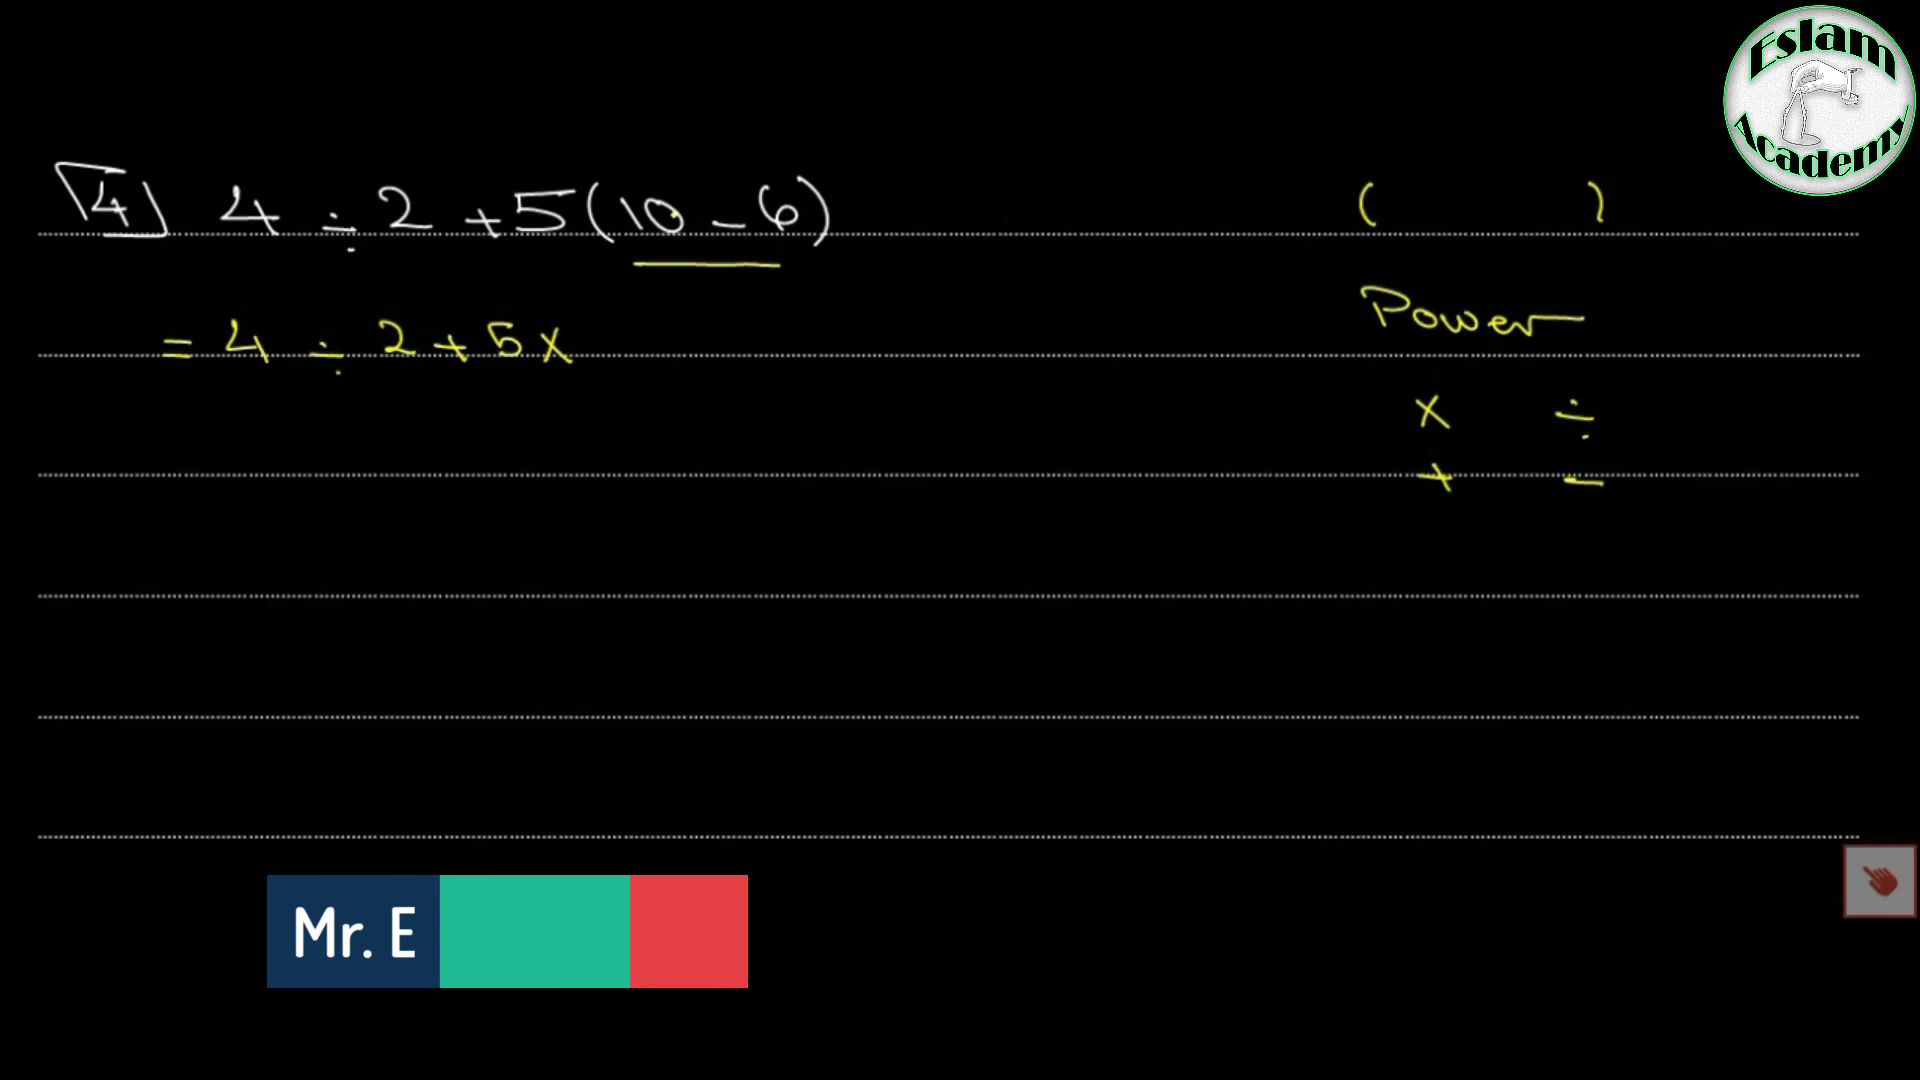 Eslam
Academy
4 4 ÷ 2 + 5(10 - 6)
= 4 ÷ 2 + 5 x
( )
Power
x ÷
+ -
Mr. E